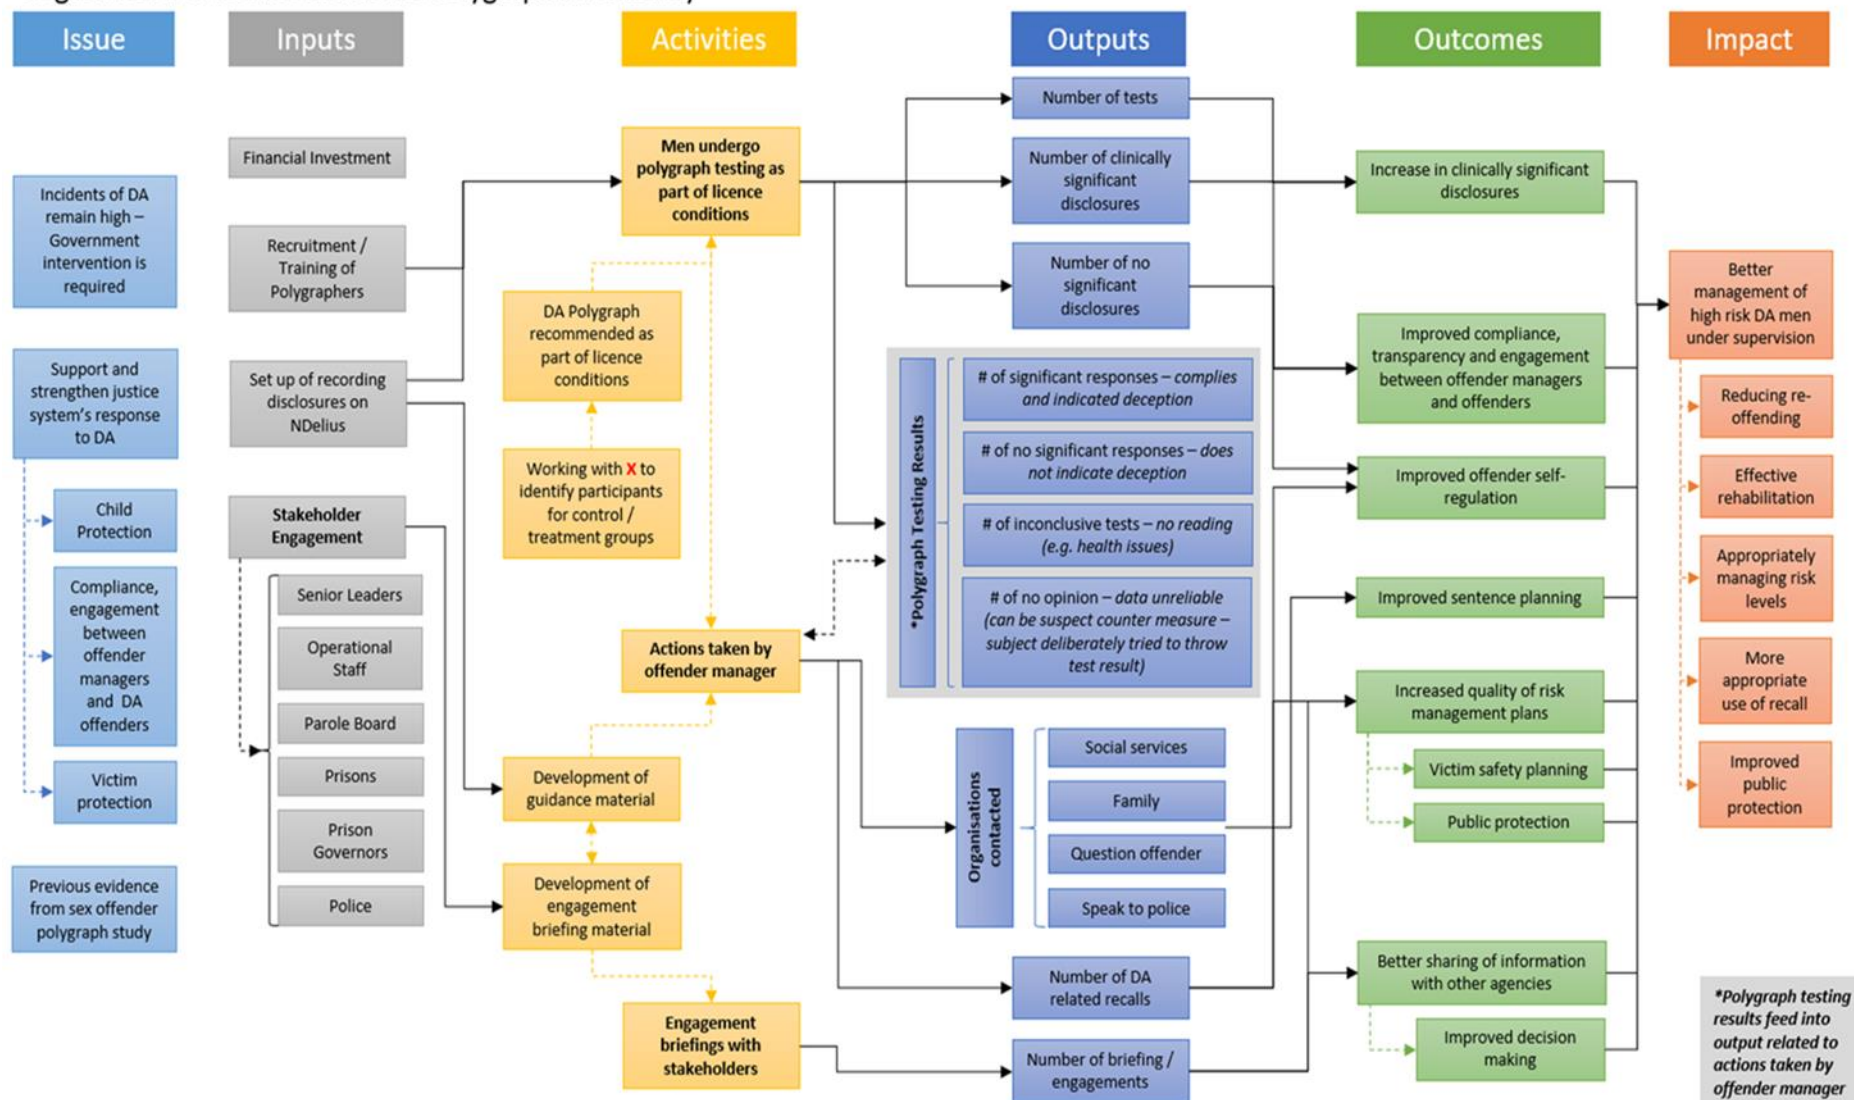 Issue
Inputs
Activities
Outputs
Outcomes
Impact
Incidents of DA
remain high –
Government
intervention is
required
Support and
strengthen justice
system's response
to DA
Child
Protection
Compliance,
engagement
between
offender
managers
and DA
offenders
Victim
protection
Previous evidence
from sex offender
polygraph study
Financial Investment
Recruitment /
Training of
Polygraphers
Set up of recording
disclosures on
NDelius
Stakeholder
Engagement
Senior Leaders
Operational
Staff
Parole Board
Prisons
Prison
Governors
Police
Men undergo
polygraph testing as
part of licence
conditions
DA Polygraph
recommended as
part of licence
conditions
Working with X to
identify participants
for control /
treatment groups
Actions taken by
offender manager
Development of
guidance material
Development of
engagement
briefing material
Engagement
briefings with
stakeholders
Number of tests
Number of clinically
significant
disclosures
Number of no
significant
disclosures
*Polygraph Testing Results
# of significant responses – complies
and indicated deception
# of no significant responses – does
not indicate deception
# of inconclusive tests – no reading
(e.g. health issues)
# of no opinion – data unreliable
(can be suspect counter measure –
subject deliberately tried to throw
test result)
Organisations
contacted
Social services
Family
Question offender
Speak to police
Number of DA
related recalls
Number of briefing /
engagements
Increase in clinically significant
disclosures
Improved compliance,
transparency and engagement
between offender managers
and offenders
Improved offender self-
regulation
Improved sentence planning
Increased quality of risk
management plans
Victim safety planning
Public protection
Better sharing of information
with other agencies
Improved decision
making
Better
management of
high risk DA men
under supervision
Reducing re-
offending
Effective
rehabilitation
Appropriately
managing risk
levels
More
appropriate
use of recall
Improved
public
protection
*Polygraph testing
results feed into
output related to
actions taken by
offender manager